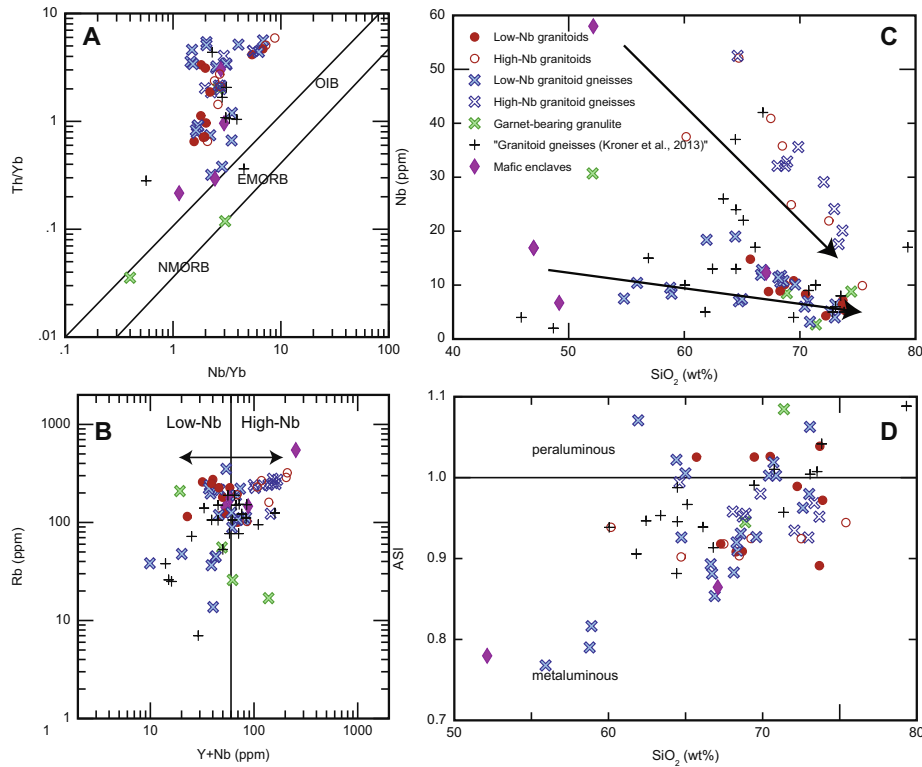 A
Th/Yb
10
1
.1
.01
OIB
EMORB
NMORB
.1
1
10
100
Nb/Yb
C
Nb (ppm)
60
50
40
30
20
10
0
Low-Nb granitoids
High-Nb granitoids
Low-Nb granitoid gneisses
High-Nb granitoid gneisses
Garnet-bearing granulite
"Granitoid gneisses (Kroner et al., 2013)"
Mafic enclaves
40
50
60
70
80
SiO2 (wt%)
B
Low-Nb
High-Nb
Rb (ppm)
1000
100
10
1
1
10
100
1000
Y+Nb (ppm)
D
ASI
1.1
1.0
0.9
0.8
0.7
peraluminous
metaluminous
50
60
70
80
SiO2 (wt%)